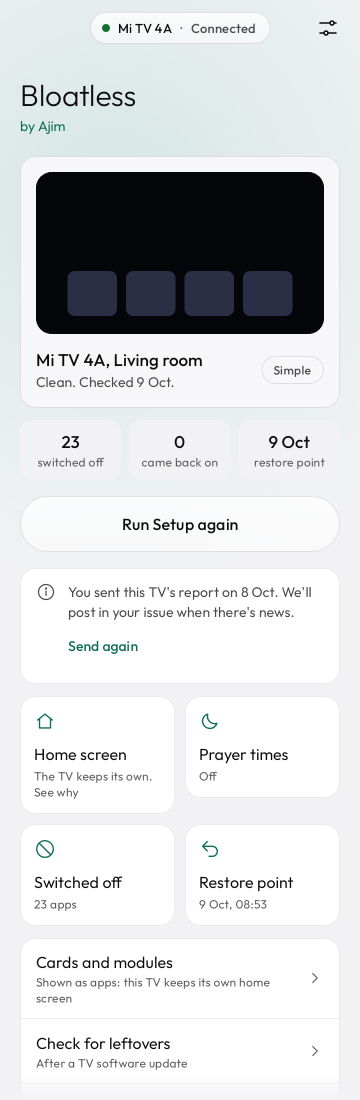 Mi TV 4A · Connected
Bloatless
by Ajim
Mi TV 4A, Living room
Clean. Checked 9 Oct.
Simple
23
switched off
0
came back on
9 Oct
restore point
Run Setup again
You sent this TV's report on 8 Oct. We'll
post in your issue when there's news.
Send again
Home screen
The TV keeps its own.
See why
Prayer times
Off
Switched off
23 apps
Restore point
9 Oct, 08:53
Cards and modules
Shown as apps: this TV keeps its own home
screen
Check for leftovers
After a TV software update